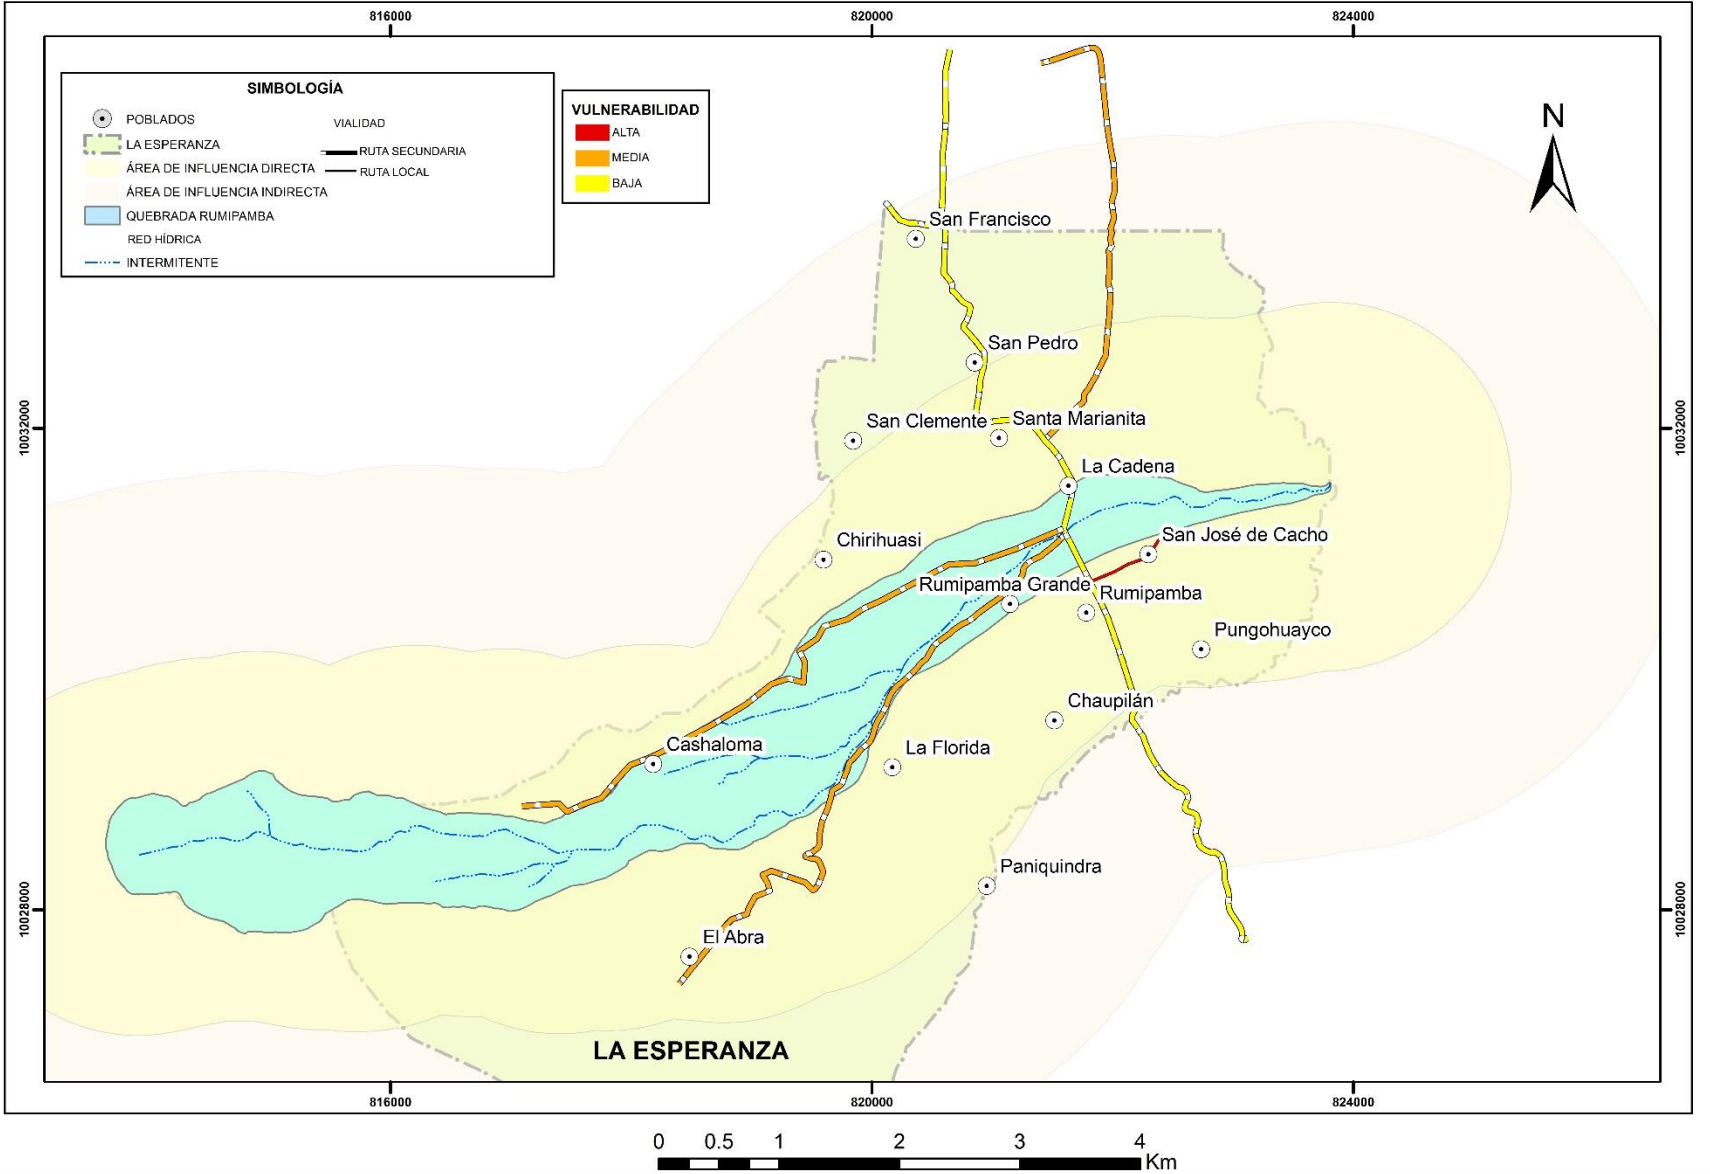 816000
820000
824000
SIMBOLOGÍA
POBLADOS
LA ESPERANZA
ÁREA DE INFLUENCIA DIRECTA
ÁREA DE INFLUENCIA INDIRECTA
QUEBRADA RUMIPAMBA
RED HÍDRICA
INTERMITENTE
VIALIDAD
RUTA SECUNDARIA
RUTA LOCAL
VULNERABILIDAD
ALTA
MEDIA
BAJA
N
San Francisco
San Pedro
San Clemente
Santa Marianita
10032000
10032000
La Cadena
San José de Cacho
Chirihuasi
Rumipamba Grande
Rumipamba
Pungohuayco
Chaupilán
La Florida
Cashaloma
Paniquindra
10028000
10028000
El Abra
LA ESPERANZA
816000
820000
824000
0 0.5 1 2 3 4
Km